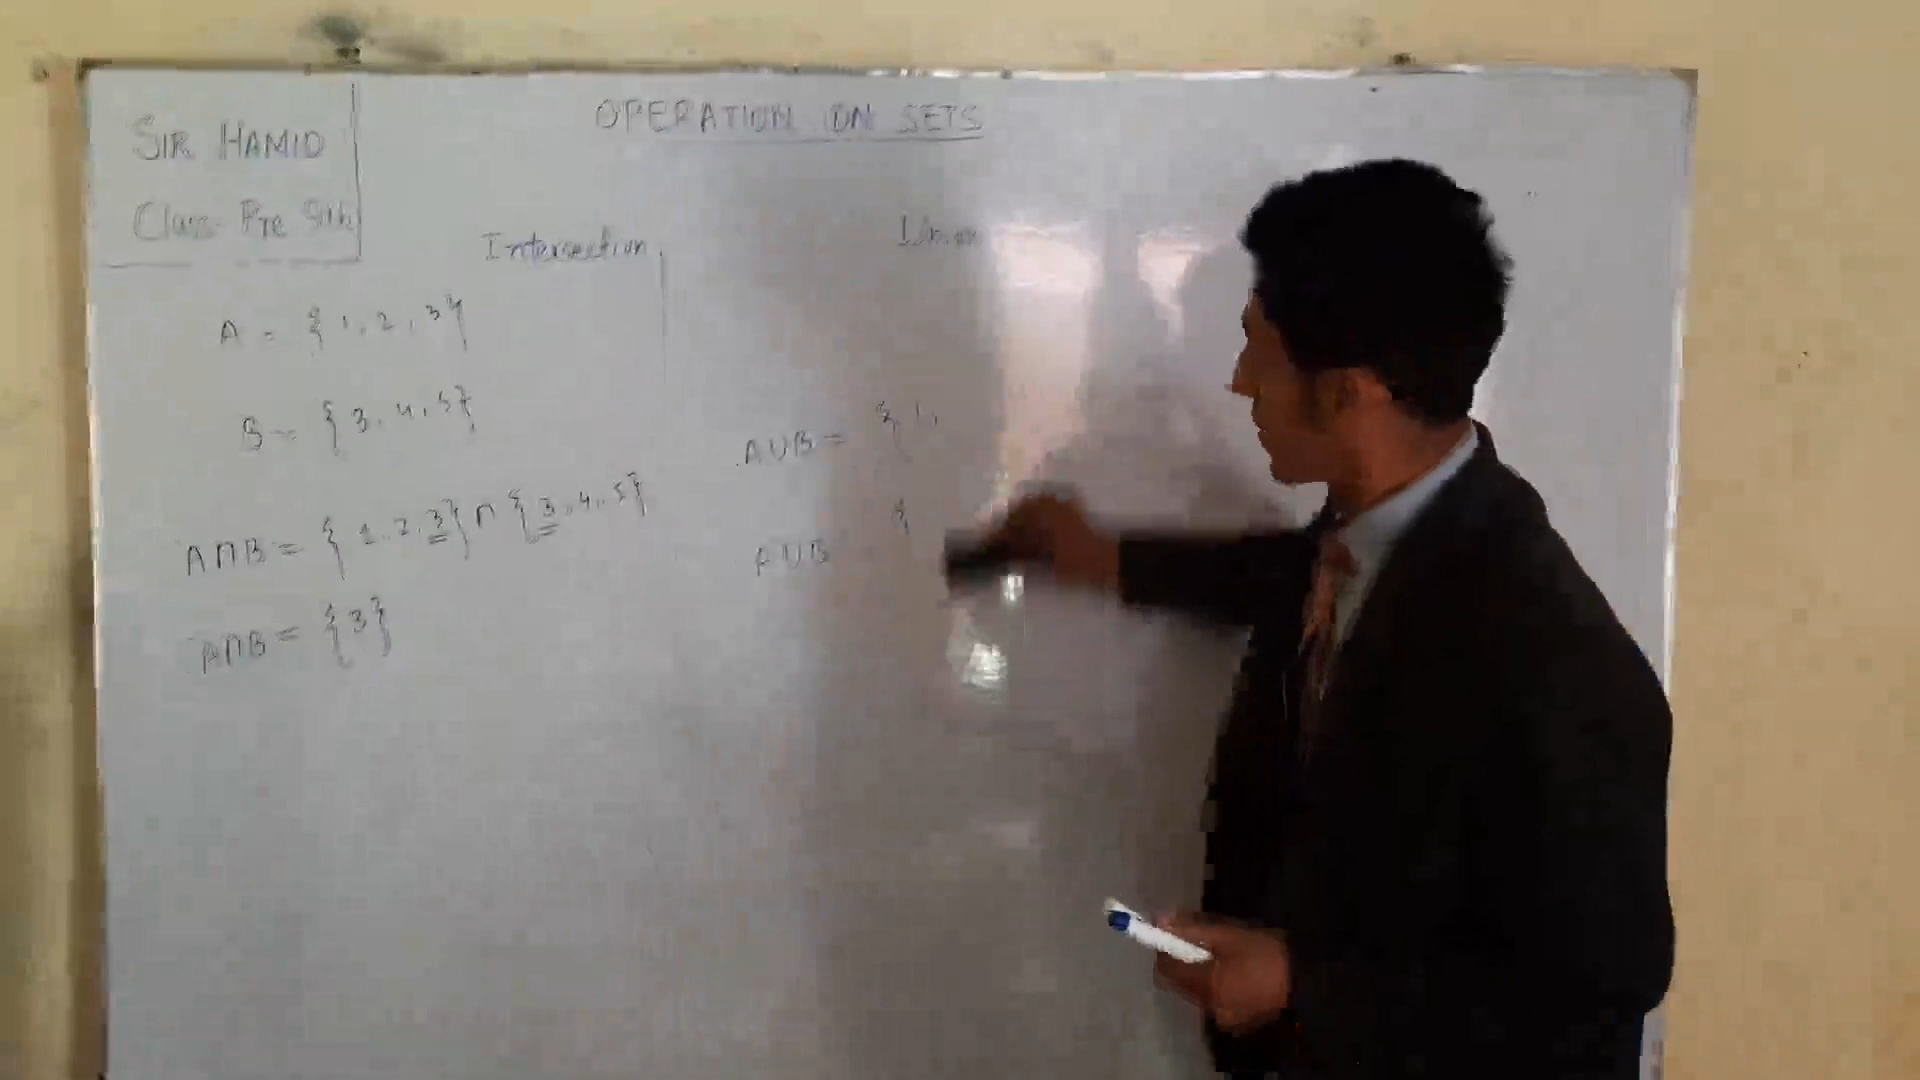 OPERATION ON SETS
SIR HAMID
Class Pre 9th
Intersection
Union
A = {1, 2, 3}
B = {3, 4, 5}
A∩B = {1, 2, 3} ∩ {3, 4, 5}
A∩B = {3}
A∪B = { 1,
A∪B {